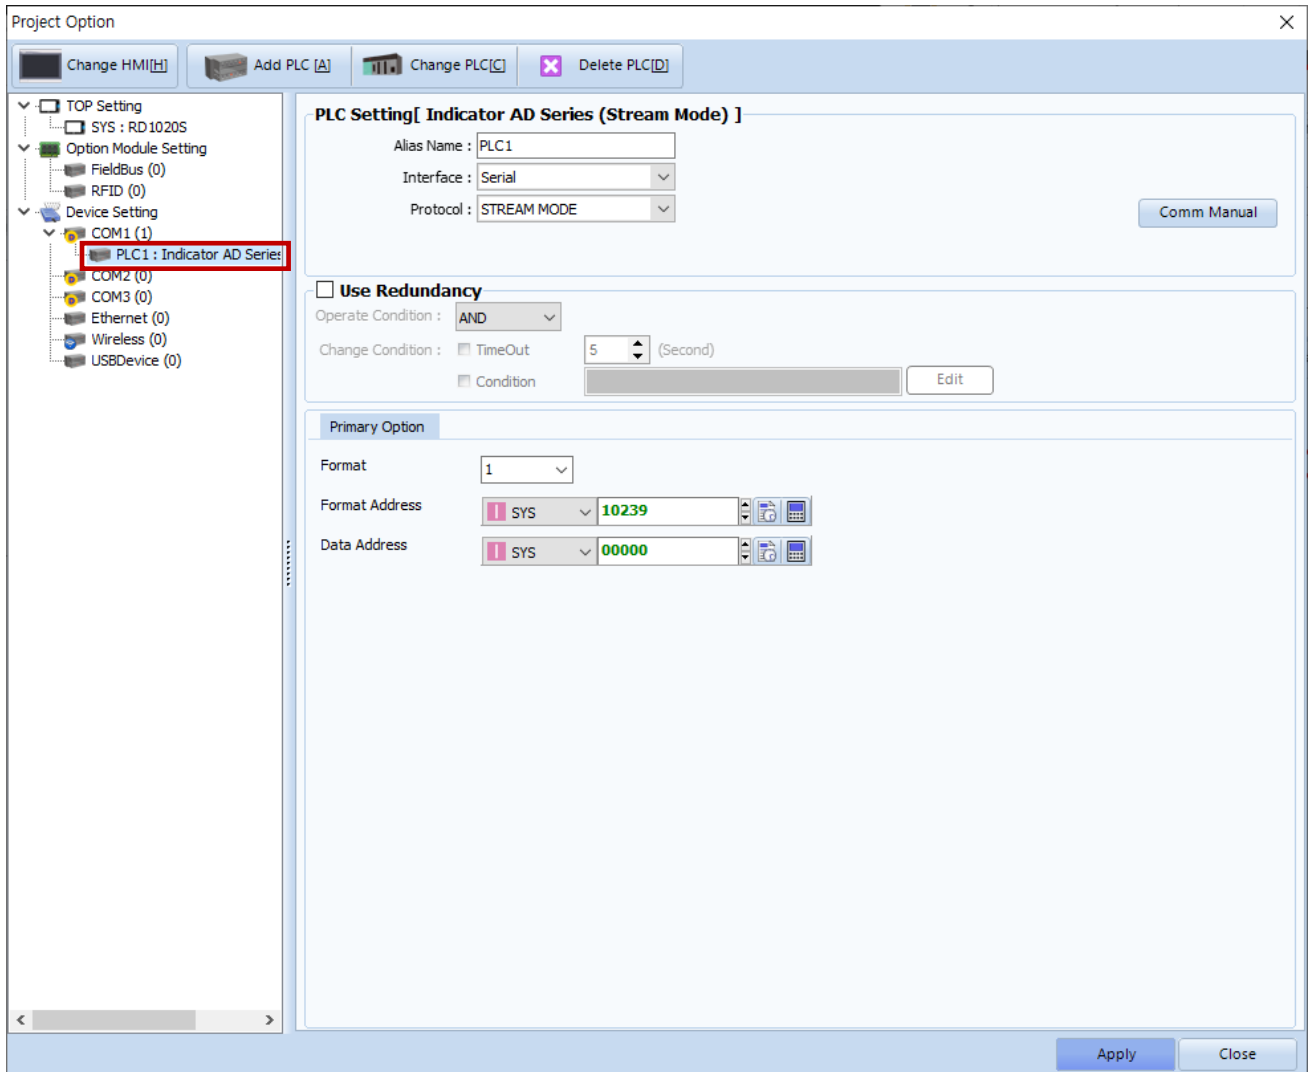 Project Option
Change HMI[H]
Add PLC [A]
Change PLC[C]
Delete PLC[D]
TOP Setting
SYS : RD1020S
Option Module Setting
FieldBus (0)
RFID (0)
Device Setting
COM1 (1)
PLC1 : Indicator AD Series
COM2 (0)
COM3 (0)
Ethernet (0)
Wireless (0)
USBDevice (0)
PLC Setting[ Indicator AD Series (Stream Mode) ]
Alias Name : PLC1
Interface : Serial
Protocol : STREAM MODE
Comm Manual
Use Redundancy
Operate Condition : AND
Change Condition : TimeOut 5 (Second)
Condition Edit
Primary Option
Format 1
Format Address SYS 10239
Data Address SYS 00000
Apply Close